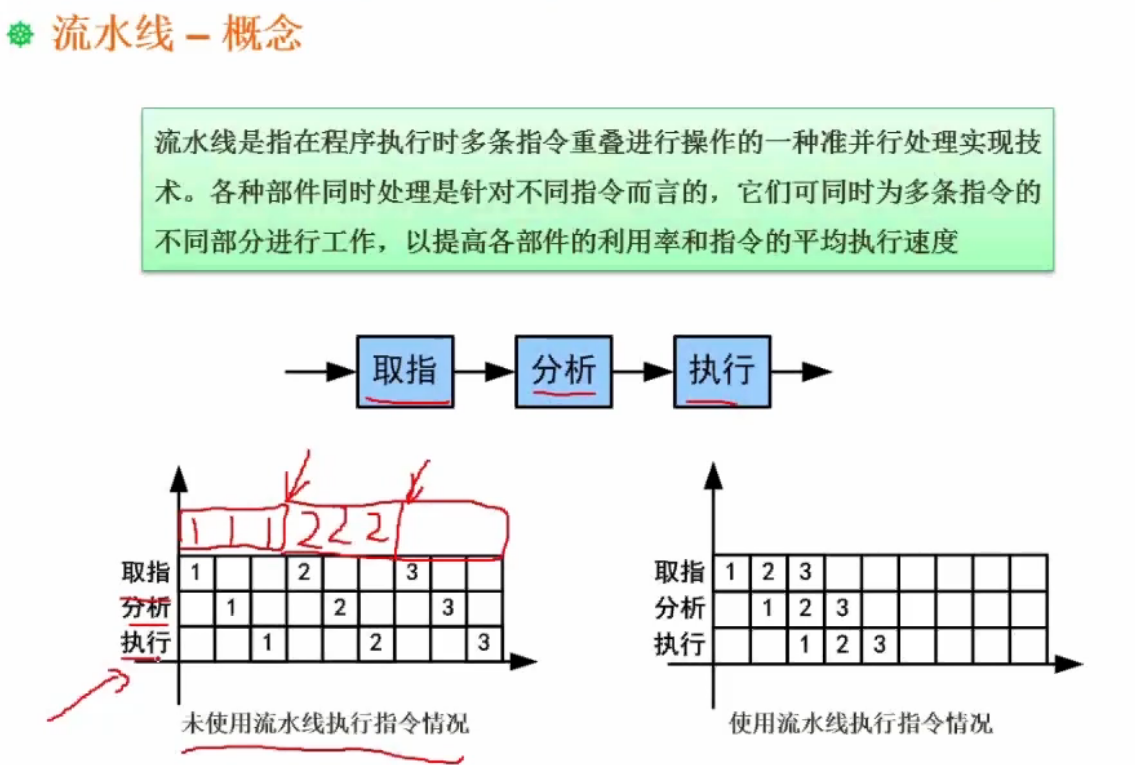 流水线 – 概念
流水线是指在程序执行时多条指令重叠进行操作的一种准并行处理实现技
术。各种部件同时处理是针对不同指令而言的，它们可同时为多条指令的
不同部分进行工作，以提高各部件的利用率和指令的平均执行速度
取指 分析 执行
1 1 1 2 2 2
取指 1 2 3
分析 1 2 3
执行 1 2 3
未使用流水线执行指令情况
取指 1 2 3
分析 1 2 3
执行 1 2 3
使用流水线执行指令情况